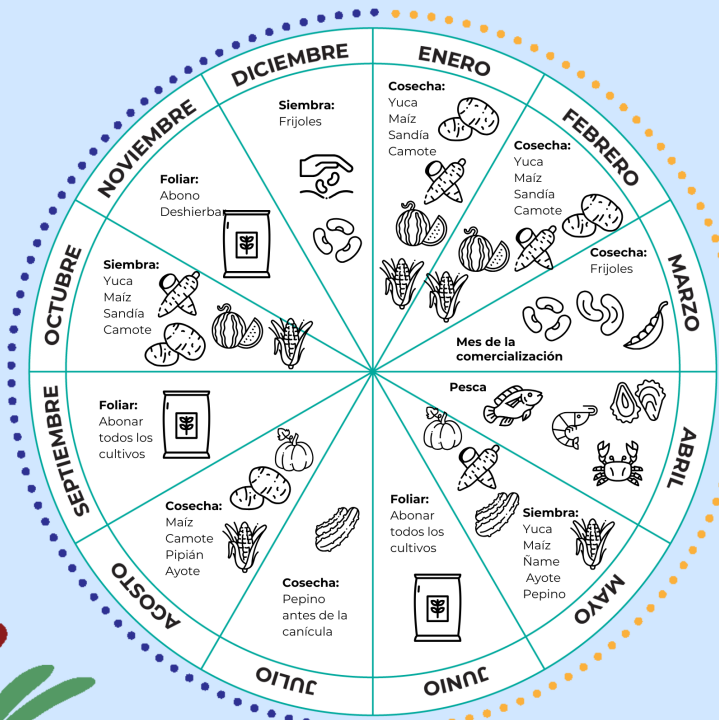 ENERO
Cosecha:
Yuca
Maíz
Sandía
Camote
FEBRERO
Cosecha:
Yuca
Maíz
Sandía
Camote
MARZO
Cosecha:
Frijoles
Mes de la
comercialización
ABRIL
Pesca
MAYO
Siembra:
Yuca
Maíz
Ñame
Ayote
Pepino
JUNIO
Foliar:
Abonar
todos los
cultivos
JULIO
Cosecha:
Pepino
antes de la
canícula
AGOSTO
Cosecha:
Maíz
Camote
Pipián
Ayote
SEPTIEMBRE
Foliar:
Abonar
todos los
cultivos
OCTUBRE
Siembra:
Yuca
Maíz
Sandía
Camote
NOVIEMBRE
Foliar:
Abono
Deshierbar
DICIEMBRE
Siembra:
Frijoles